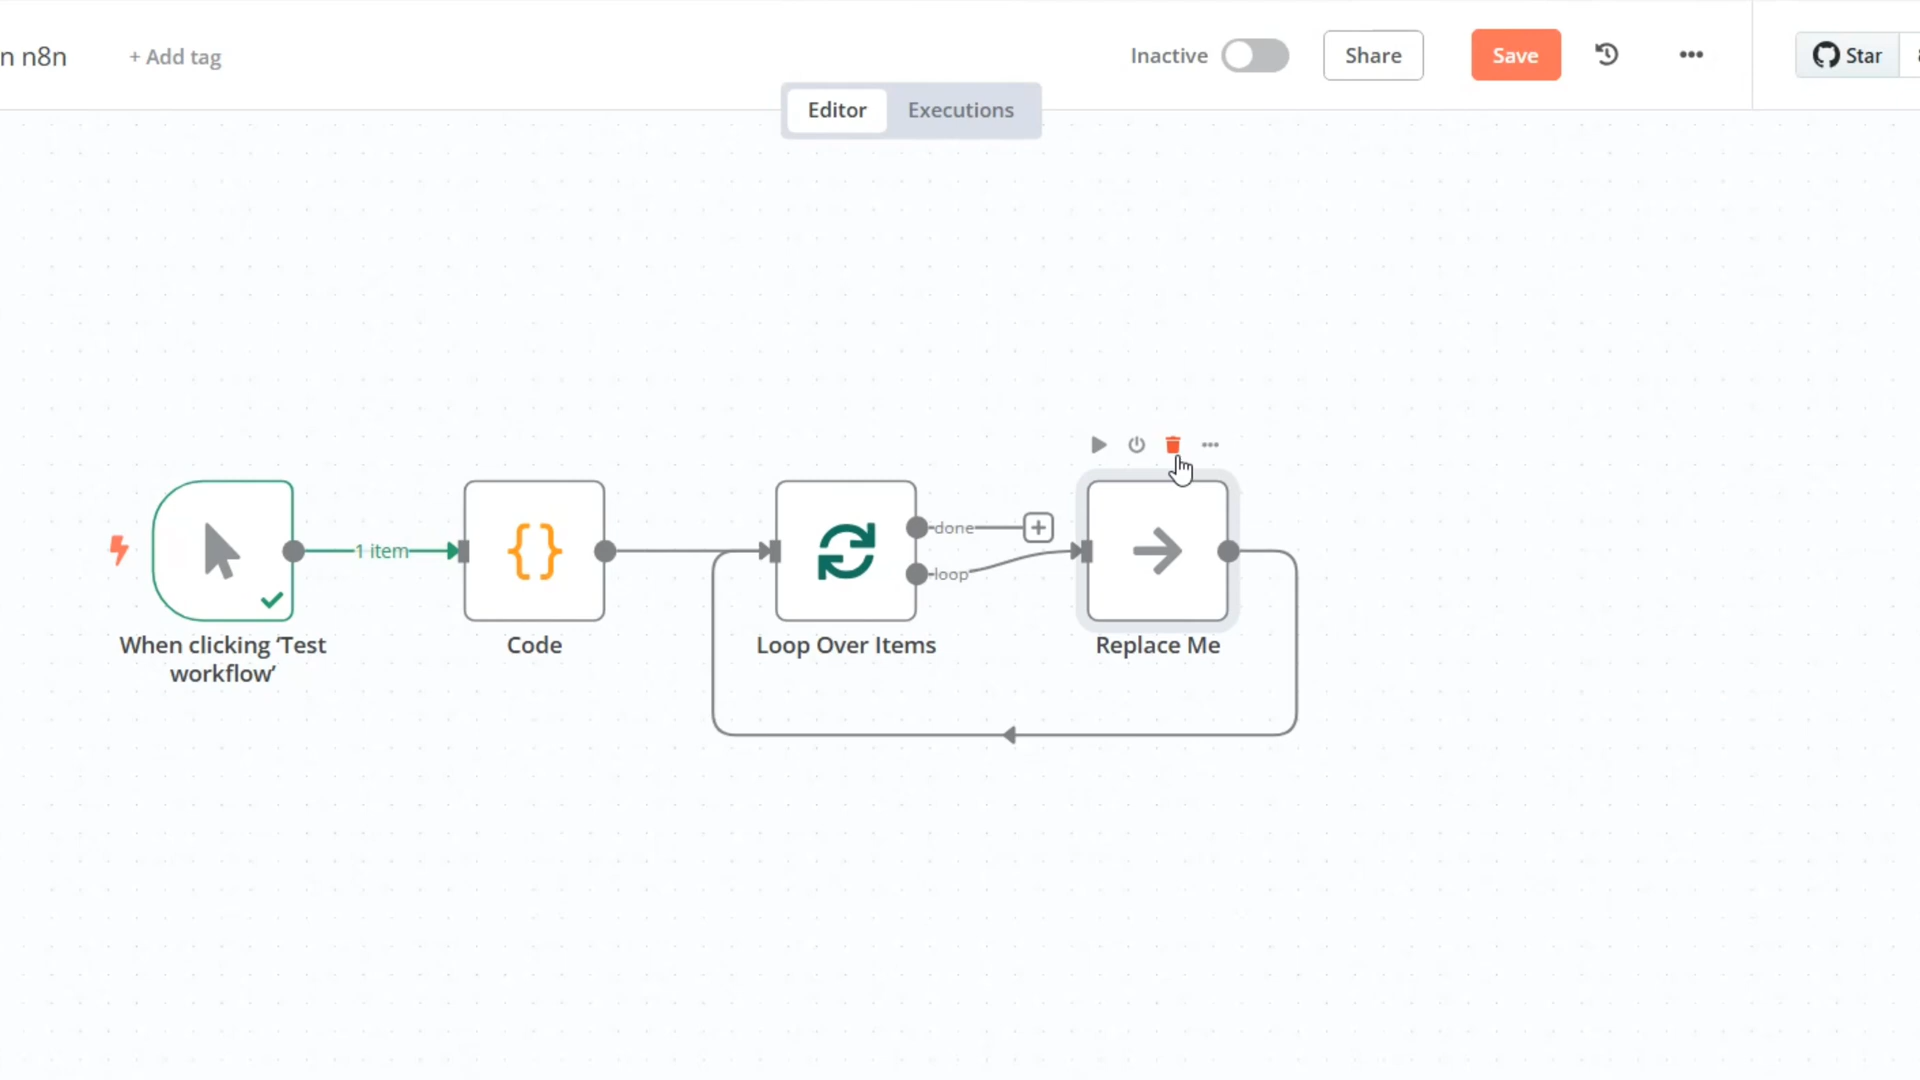 n n8n
+ Add tag
Inactive
Share
Save
Star
Editor
Executions
1 item
done
loop
When clicking ‘Test
workflow’
Code
Loop Over Items
Replace Me